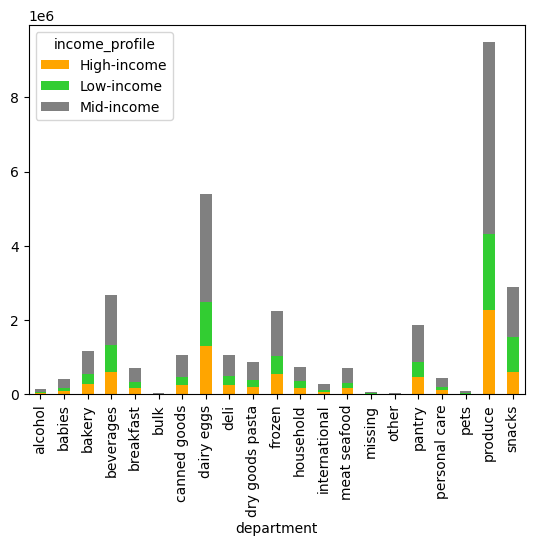 1e6
income_profile
High-income
Low-income
Mid-income
8
6
4
2
0
alcohol
babies
bakery
beverages
breakfast
bulk
canned goods
dairy eggs
deli
dry goods pasta
frozen
household
international
meat seafood
missing
other
pantry
personal care
pets
produce
snacks
department